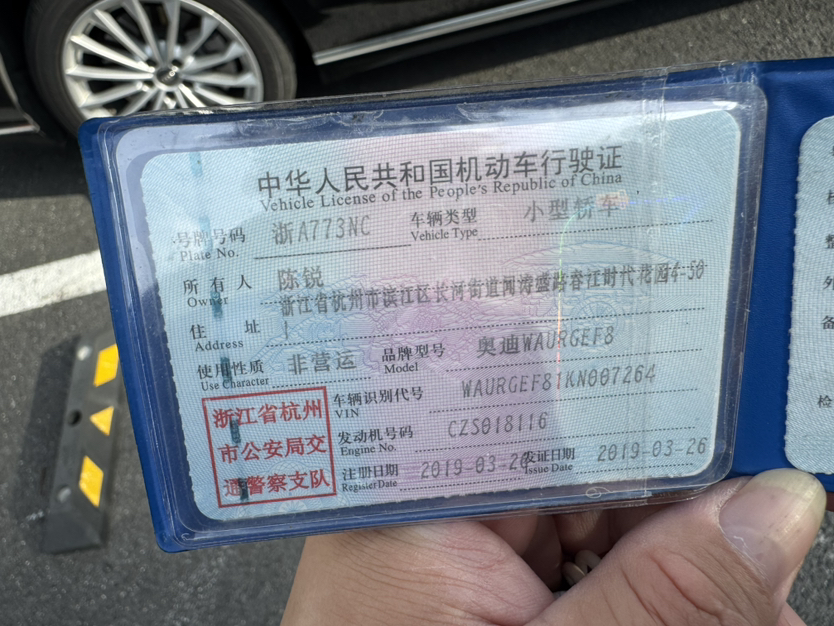 中华人民共和国机动车行驶证
Vehicle License of the People's Republic of China
号牌号码 浙A773NC 车辆类型 小型轿车
Plate No. Vehicle Type
所有人 陈锐
Owner
浙江省杭州市滨江区长河街道闻涛盛路春江时代花园4-50
住址 1
Address
使用性质 非营运 品牌型号 奥迪WAURGEF8
Use Character Model
车辆识别代号 WAURGEF81KN007264
VIN
浙江省杭州
市公安局交
通警察支队
发动机号码 CZS018116
Engine No.
注册日期 2019-03-26 发证日期 2019-03-26
Register Date Issue Date
检